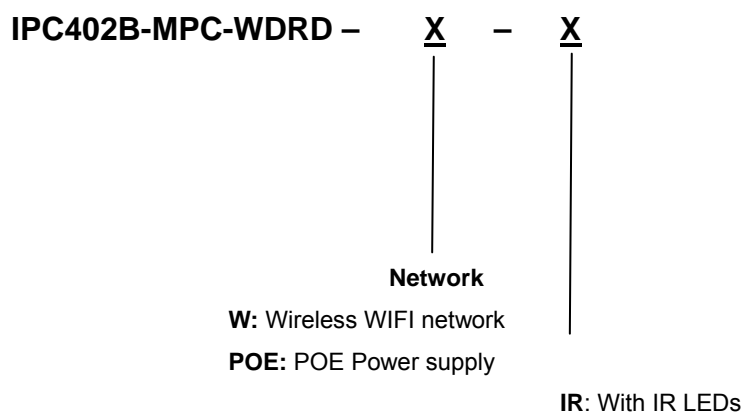 IPC402B-MPC-WDRD – X – X
Network
W: Wireless WIFI network
POE: POE Power supply
IR: With IR LEDs